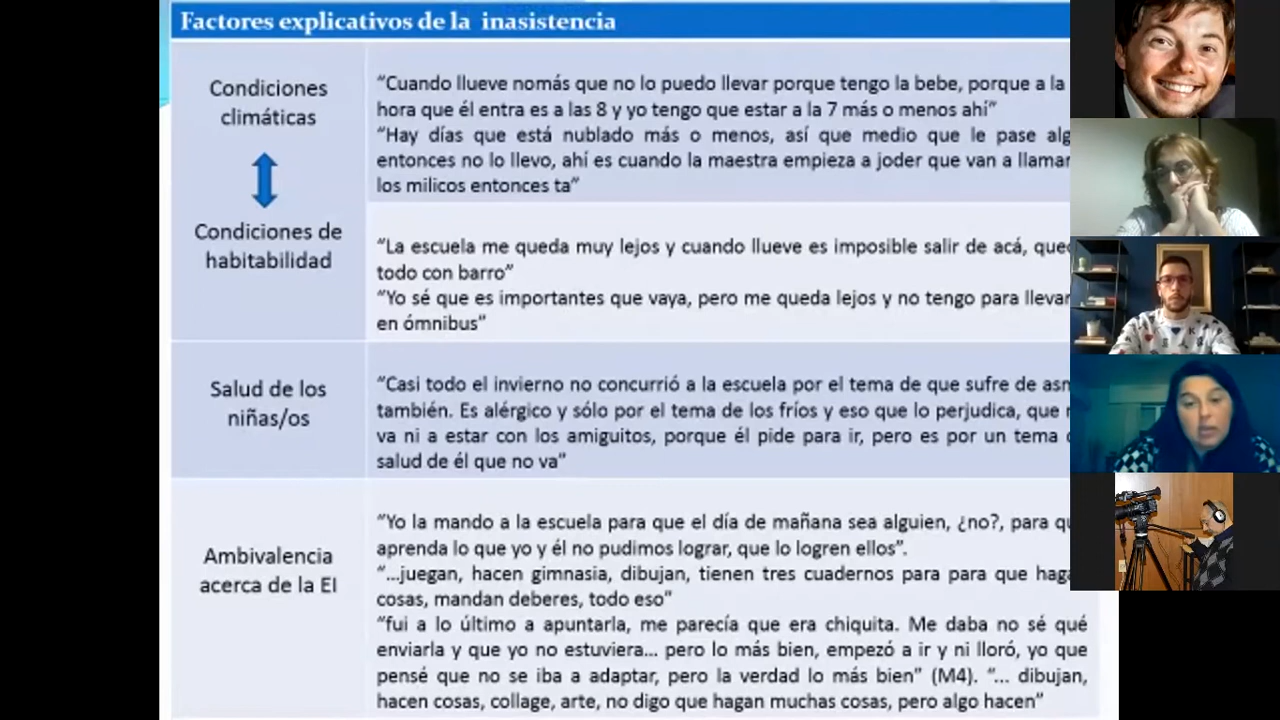 Factores explicativos de la inasistencia
Condiciones
climáticas
Condiciones de
habitabilidad
“Cuando llueve nomás que no lo puedo llevar porque tengo la bebe, porque a la
hora que él entra es a las 8 y yo tengo que estar a la 7 más o menos ahí”
“Hay días que está nublado más o menos, así que medio que le pase
entonces no lo llevo, ahí es cuando la maestra empieza a joder que van a llamar
los milicos entonces ta”
“La escuela me queda muy lejos y cuando llueve es imposible salir de acá,
todo con barro”
“Yo sé que es importantes que vaya, pero me queda lejos y no tengo para llevar
en ómnibus”
Salud de los
niñas/os
“Casi todo el invierno no concurrió a la escuela por el tema de que sufre de
también. Es alérgico y sólo por el tema de los fríos y eso que lo perjudica, que
va ni a estar con los amiguitos, porque él pide para ir, pero es por un tema
salud de él que no va”
Ambivalencia
acerca de la EI
“Yo la mando a la escuela para que el día de mañana sea alguien, ¿no?, para
aprenda lo que yo y él no pudimos lograr, que lo logren ellos”.
“...juegan, hacen gimnasia, dibujan, tienen tres cuadernos para para que
cosas, mandan deberes, todo eso”
“fui a lo último a apuntarla, me parecía que era chiquita. Me daba no sé qué
enviarla y que yo no estuviera... pero lo más bien, empezó a ir y ni lloró, yo que
pensé que no se iba a adaptar, pero la verdad lo más bien” (M4). “... dibujan,
hacen cosas, collage, arte, no digo que hagan muchas cosas, pero algo hacen”